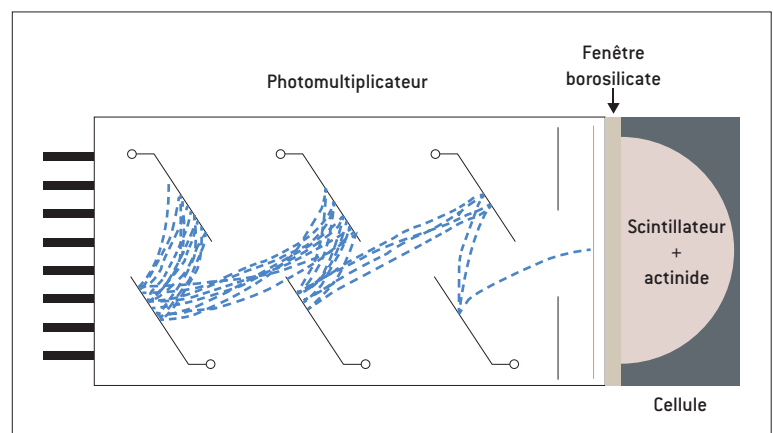 Fenêtre
borosilicate
Photomultiplicateur
Scintillateur
+
actinide
Cellule